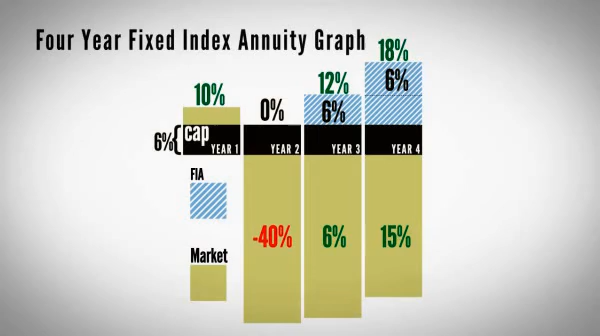 Four Year Fixed Index Annuity Graph
18%
6%
12%
6%
10%
0%
6%{
cap
YEAR 1
YEAR 2
YEAR 3
YEAR 4
FIA
-40%
6%
15%
Market